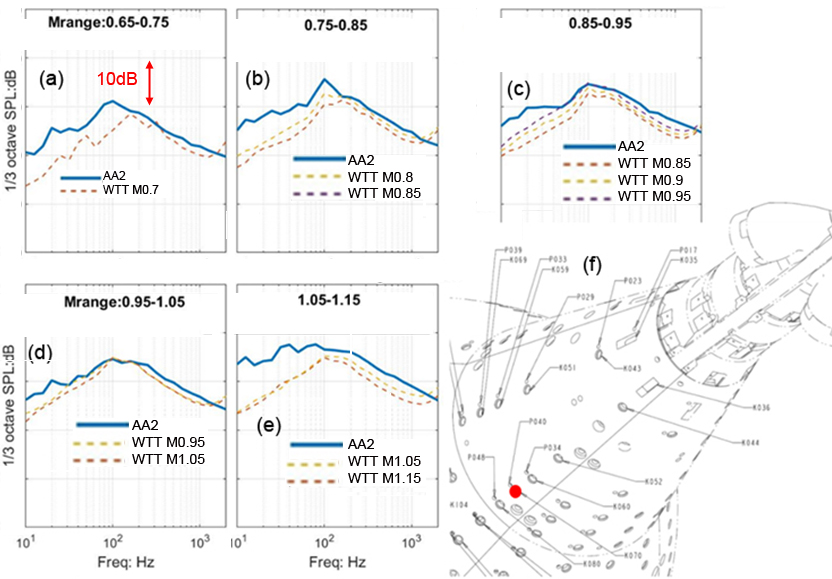 Mrange:0.65-0.75
0.75-0.85
0.85-0.95
(a)
10dB
(b)
(c)
1/3 octave SPL:dB
AA2
WTT M0.7
AA2
WTT M0.8
WTT M0.85
AA2
WTT M0.85
WTT M0.9
WTT M0.95
(f)
P039
K069
P033
K059
P029
P023
P017
K035
K051
K043
K036
K044
P040
P034
P048
K052
K060
K104
K070
K080
Mrange:0.95-1.05
1.05-1.15
(d)
1/3 octave SPL:dB
AA2
WTT M0.95
WTT M1.05
(e)
AA2
WTT M1.05
WTT M1.15
10¹ 10² 10³
Freq: Hz
10¹ 10² 10³
Freq: Hz